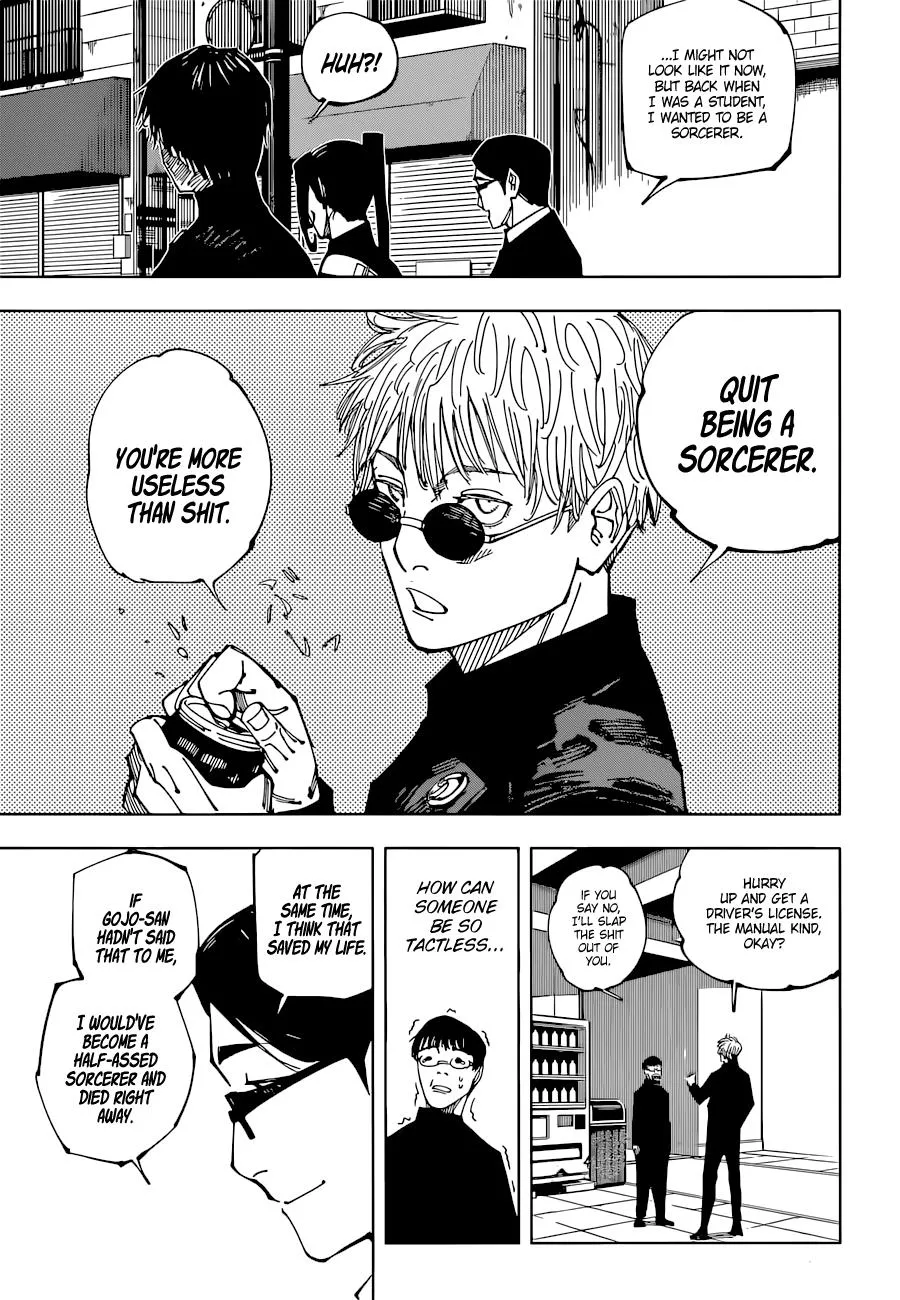 ...I MIGHT NOT
LOOK LIKE IT NOW,
BUT BACK WHEN
I WAS A STUDENT,
I WANTED TO BE A
SORCERER.
HUH?!
QUIT
BEING A
SORCERER.
YOU'RE MORE
USELESS
THAN SHIT.
HURRY
UP AND GET A
DRIVER'S LICENSE.
THE MANUAL KIND,
OKAY?
IF YOU
SAY NO,
I'LL SLAP
THE SHIT
OUT OF
YOU.
HOW CAN
SOMEONE
BE SO
TACTLESS...
AT THE
SAME TIME,
I THINK THAT
SAVED MY LIFE.
IF
GOJO-SAN
HADN'T SAID
THAT TO ME,
I WOULD'VE
BECOME A
HALF-ASSED
SORCERER AND
DIED RIGHT
AWAY.